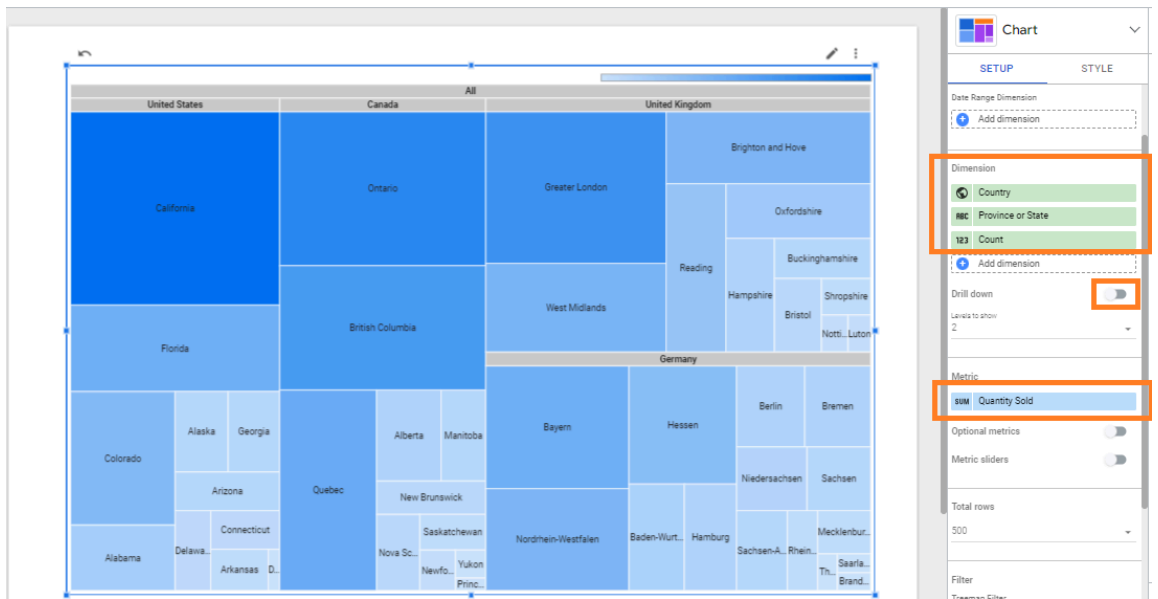 Chart
SETUP
STYLE
All
United States
Canada
United Kingdom
California
Ontario
Greater London
Brighton and Hove
Oxfordshire
Reading
Buckinghamshire
Hampshire
Bristol
Shropshire
Notti...
Luton
West Midlands
Florida
British Columbia
Germany
Colorado
Alaska
Georgia
Arizona
Connecticut
Delawa...
Alabama
Arkansas
D...
Quebec
Alberta
Manitoba
New Brunswick
Nova Sc...
Saskatchewan
Newfo...
Yukon
Princ...
Bayern
Hessen
Berlin
Bremen
Niedersachsen
Sachsen
Nordrhein-Westfalen
Baden-Wurt...
Hamburg
Sachsen-A...
Rhein...
Mecklenbur...
Th...
Saarla...
Brand...
Date Range Dimension
Add dimension
Dimension
Country
ABC Province or State
123 Count
Add dimension
Drill down
Levels to show
2
Metric
SUM Quantity Sold
Optional metrics
Metric sliders
Total rows
500
Filter
Treemap Filter